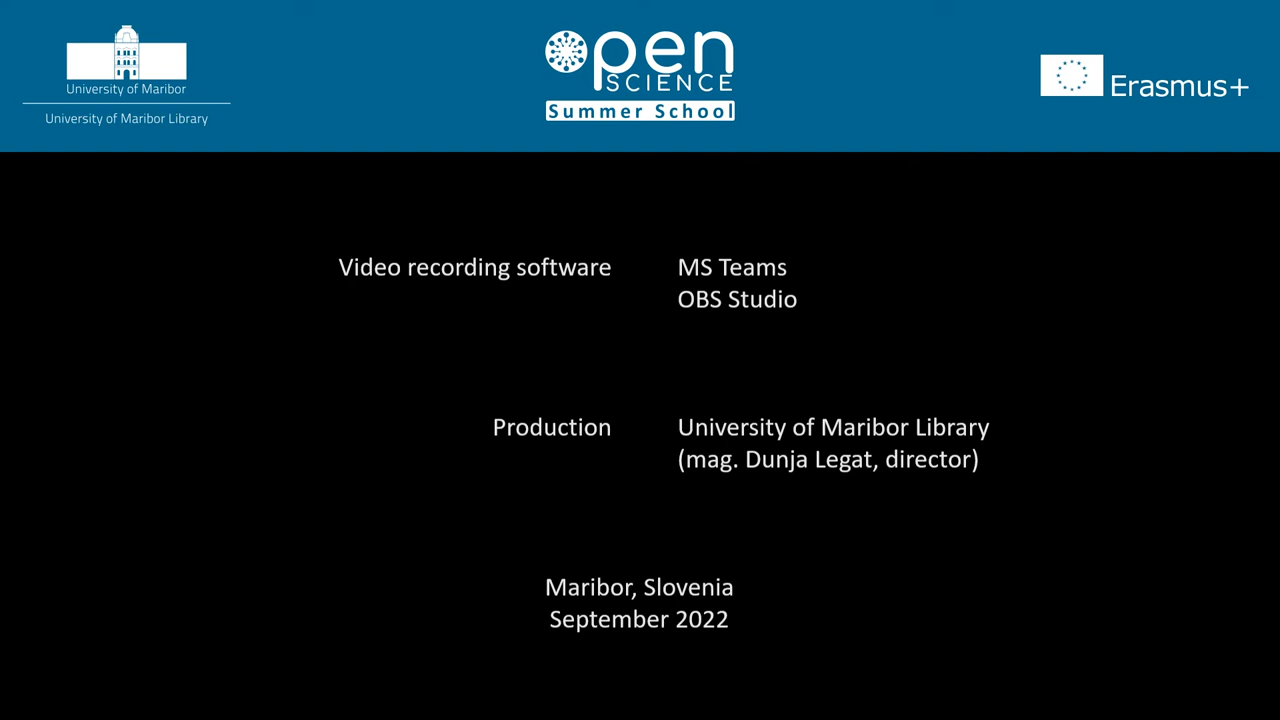 University of Maribor
University of Maribor Library
Open
SCIENCE
Summer School
Erasmus+
Video recording software MS Teams
OBS Studio
Production University of Maribor Library
(mag. Dunja Legat, director)
Maribor, Slovenia
September 2022